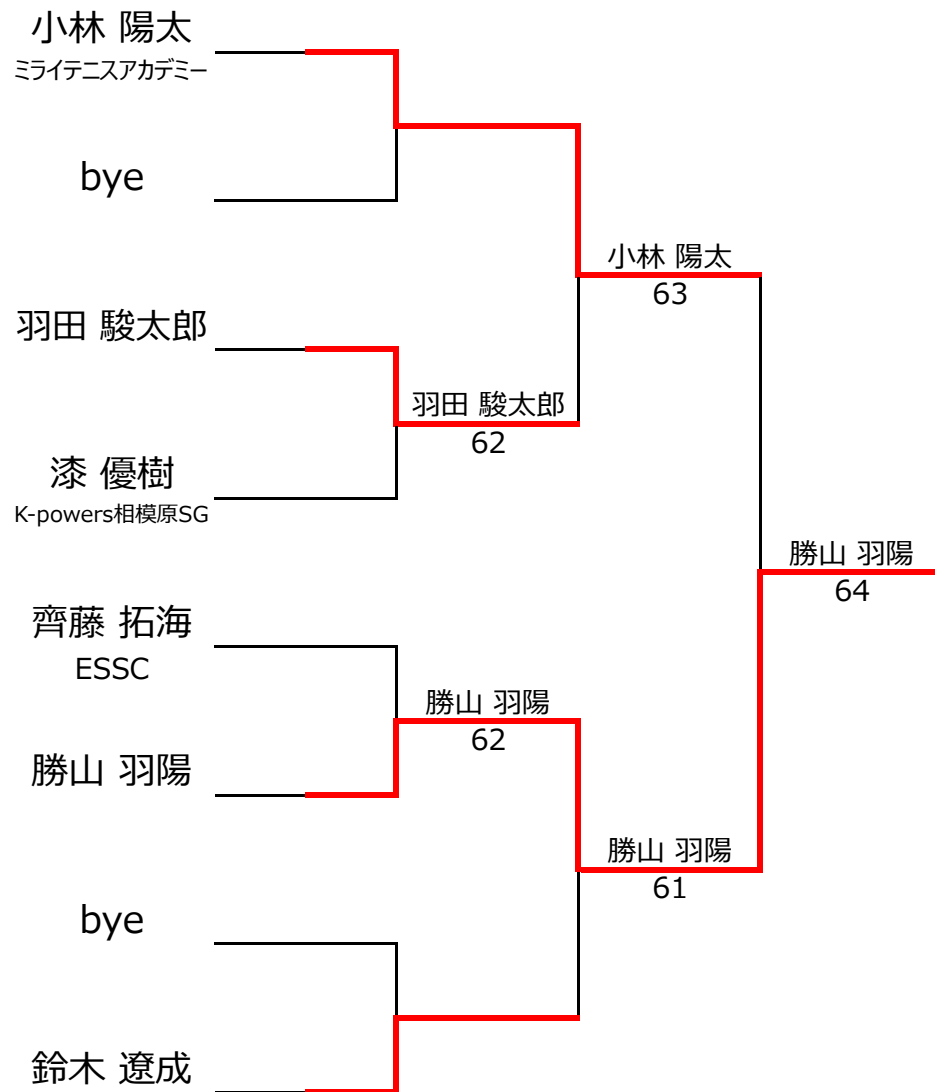 小林 陽太
ミライテニスアカデミー
bye
羽田 駿太郎
漆 優樹
K-powers相模原SG
齊藤 拓海
ESSC
勝山 羽陽
bye
鈴木 遼成
羽田 駿太郎
62
勝山 羽陽
62
小林 陽太
63
勝山 羽陽
61
勝山 羽陽
64